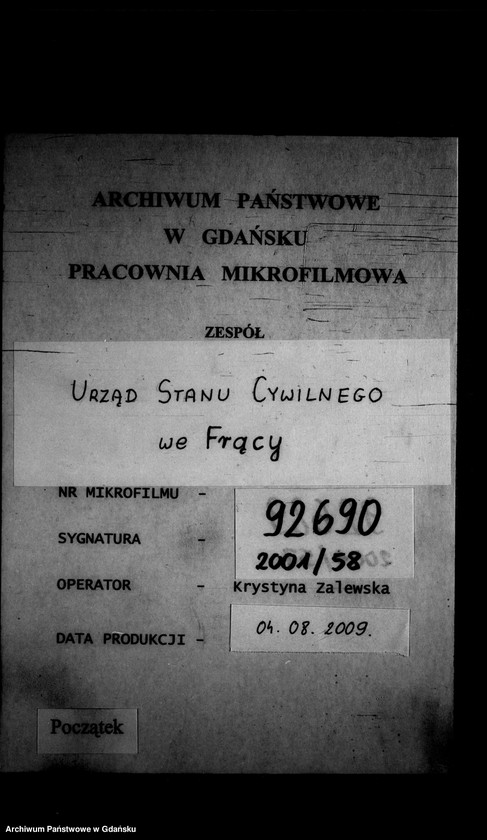 ARCHIWUM PAŃSTWOWE
W GDAŃSKU
PRACOWNIA MIKROFILMOWA
ZESPÓŁ
URZĄD STANU CYWILNEGO
we Frący
NR MIKROFILMU - 92690
SYGNATURA - 2001/58
OPERATOR - Krystyna Zalewska
DATA PRODUKCJI - 04.08.2009.
Początek
Archiwum Państwowe w Gdańsku